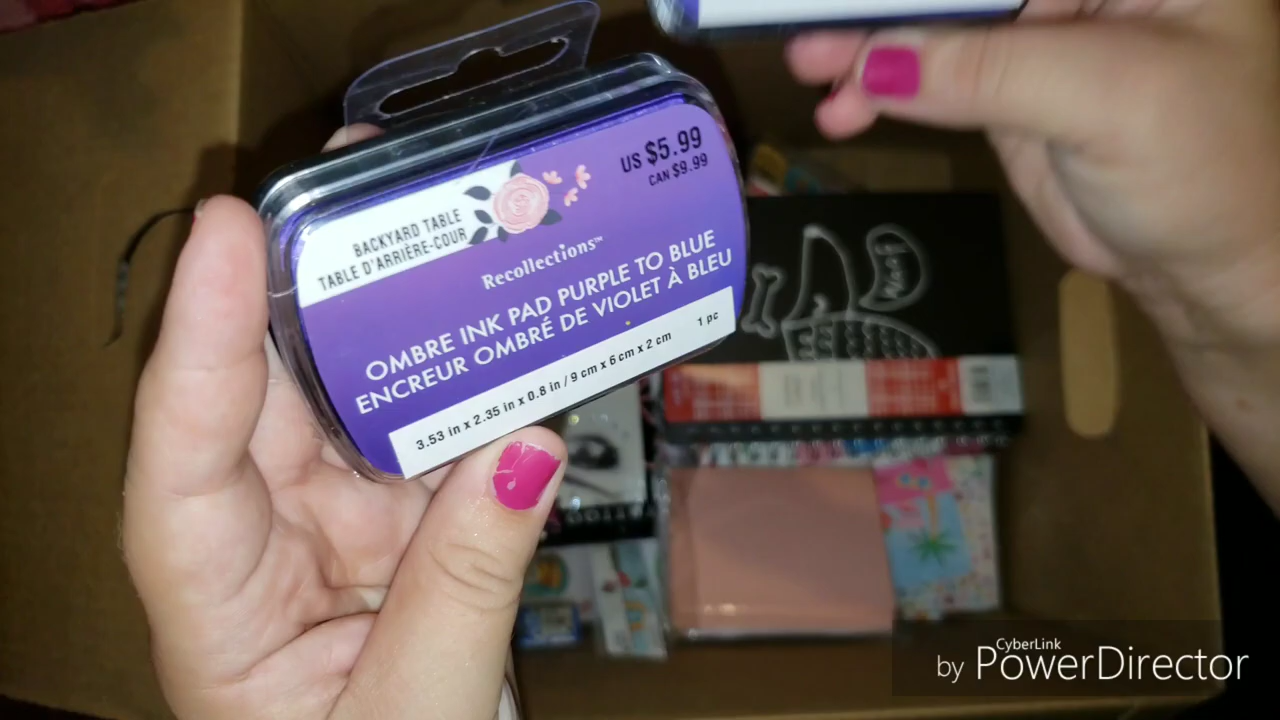 BACKYARD TABLE
TABLE D'ARRIÈRE-COUR
US $5.99
CAN $9.99
Recollections™
OMBRE INK PAD PURPLE TO BLUE
ENCREUR OMBRÉ DE VIOLET À BLEU
3.53 in x 2.35 in x 0.8 in / 9 cm x 6 cm x 2 cm 1 pc
CyberLink
by PowerDirector